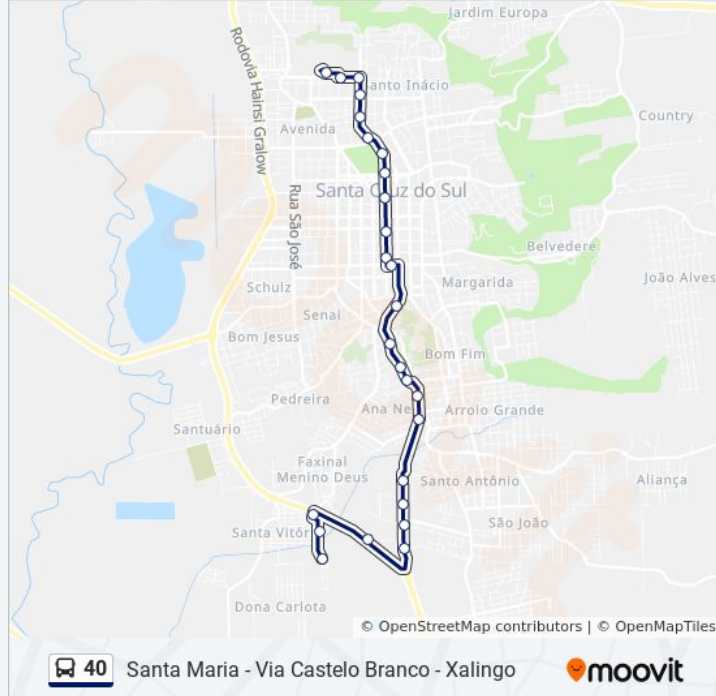 Jardim Europa
Rodovia Hainsi Gralow
Santo Inácio
Country
Avenida
Santa Cruz do Sul
Rua São José
Belvedere
João Alves
Margarida
Schulz
Senai
Bom Jesus
Bom Fim
Pedreira
Ana Ne
Arroio Grande
Santuário
Faxinal
Menino Deus
Santo Antônio
Aliança
São João
Santa Vitór
Dona Carlota
© OpenStreetMap contributors | © OpenMapTiles
40 Santa Maria - Via Castelo Branco - Xalingo
moovit